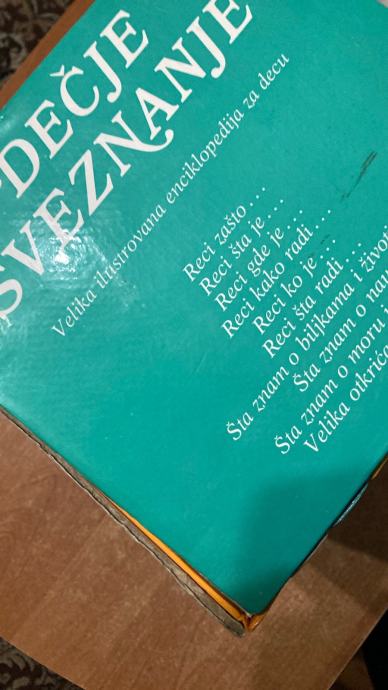 DEČJE
SVEZNANJE
Velika ilustrovana enciklopedija za decu
Reci zašto ...
Reci šta je ...
Reci gde je ...
Reci kako radi ...
Reci ko je ...
Reci šta radi ...
Šta znam o biljkama i
Šta znam o
Šta znam o moru
Velika